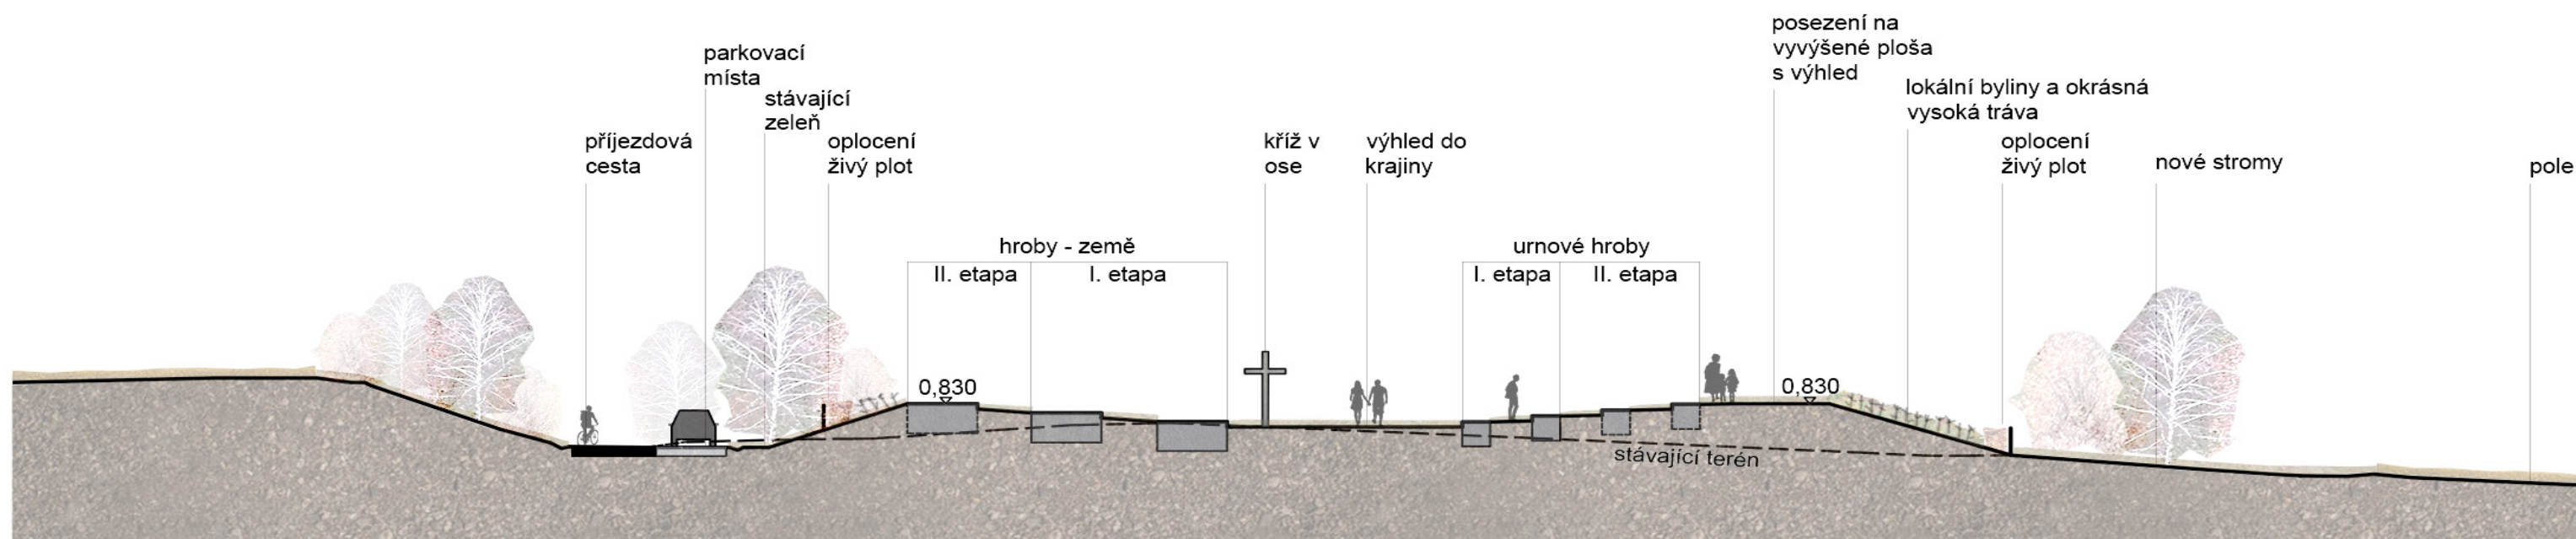 posezení na
vyvýšené ploša
s výhled
parkovací
místa
lokální byliny a okrásná
vysoká tráva
stávající
zeleň
příjezdová
cesta
oplocení
živý plot
kříž v
ose
výhled do
krajiny
oplocení
živý plot
nové stromy
pole
hroby - země
II. etapa
I. etapa
urnové hroby
I. etapa
II. etapa
0,830
0,830
stávající terén